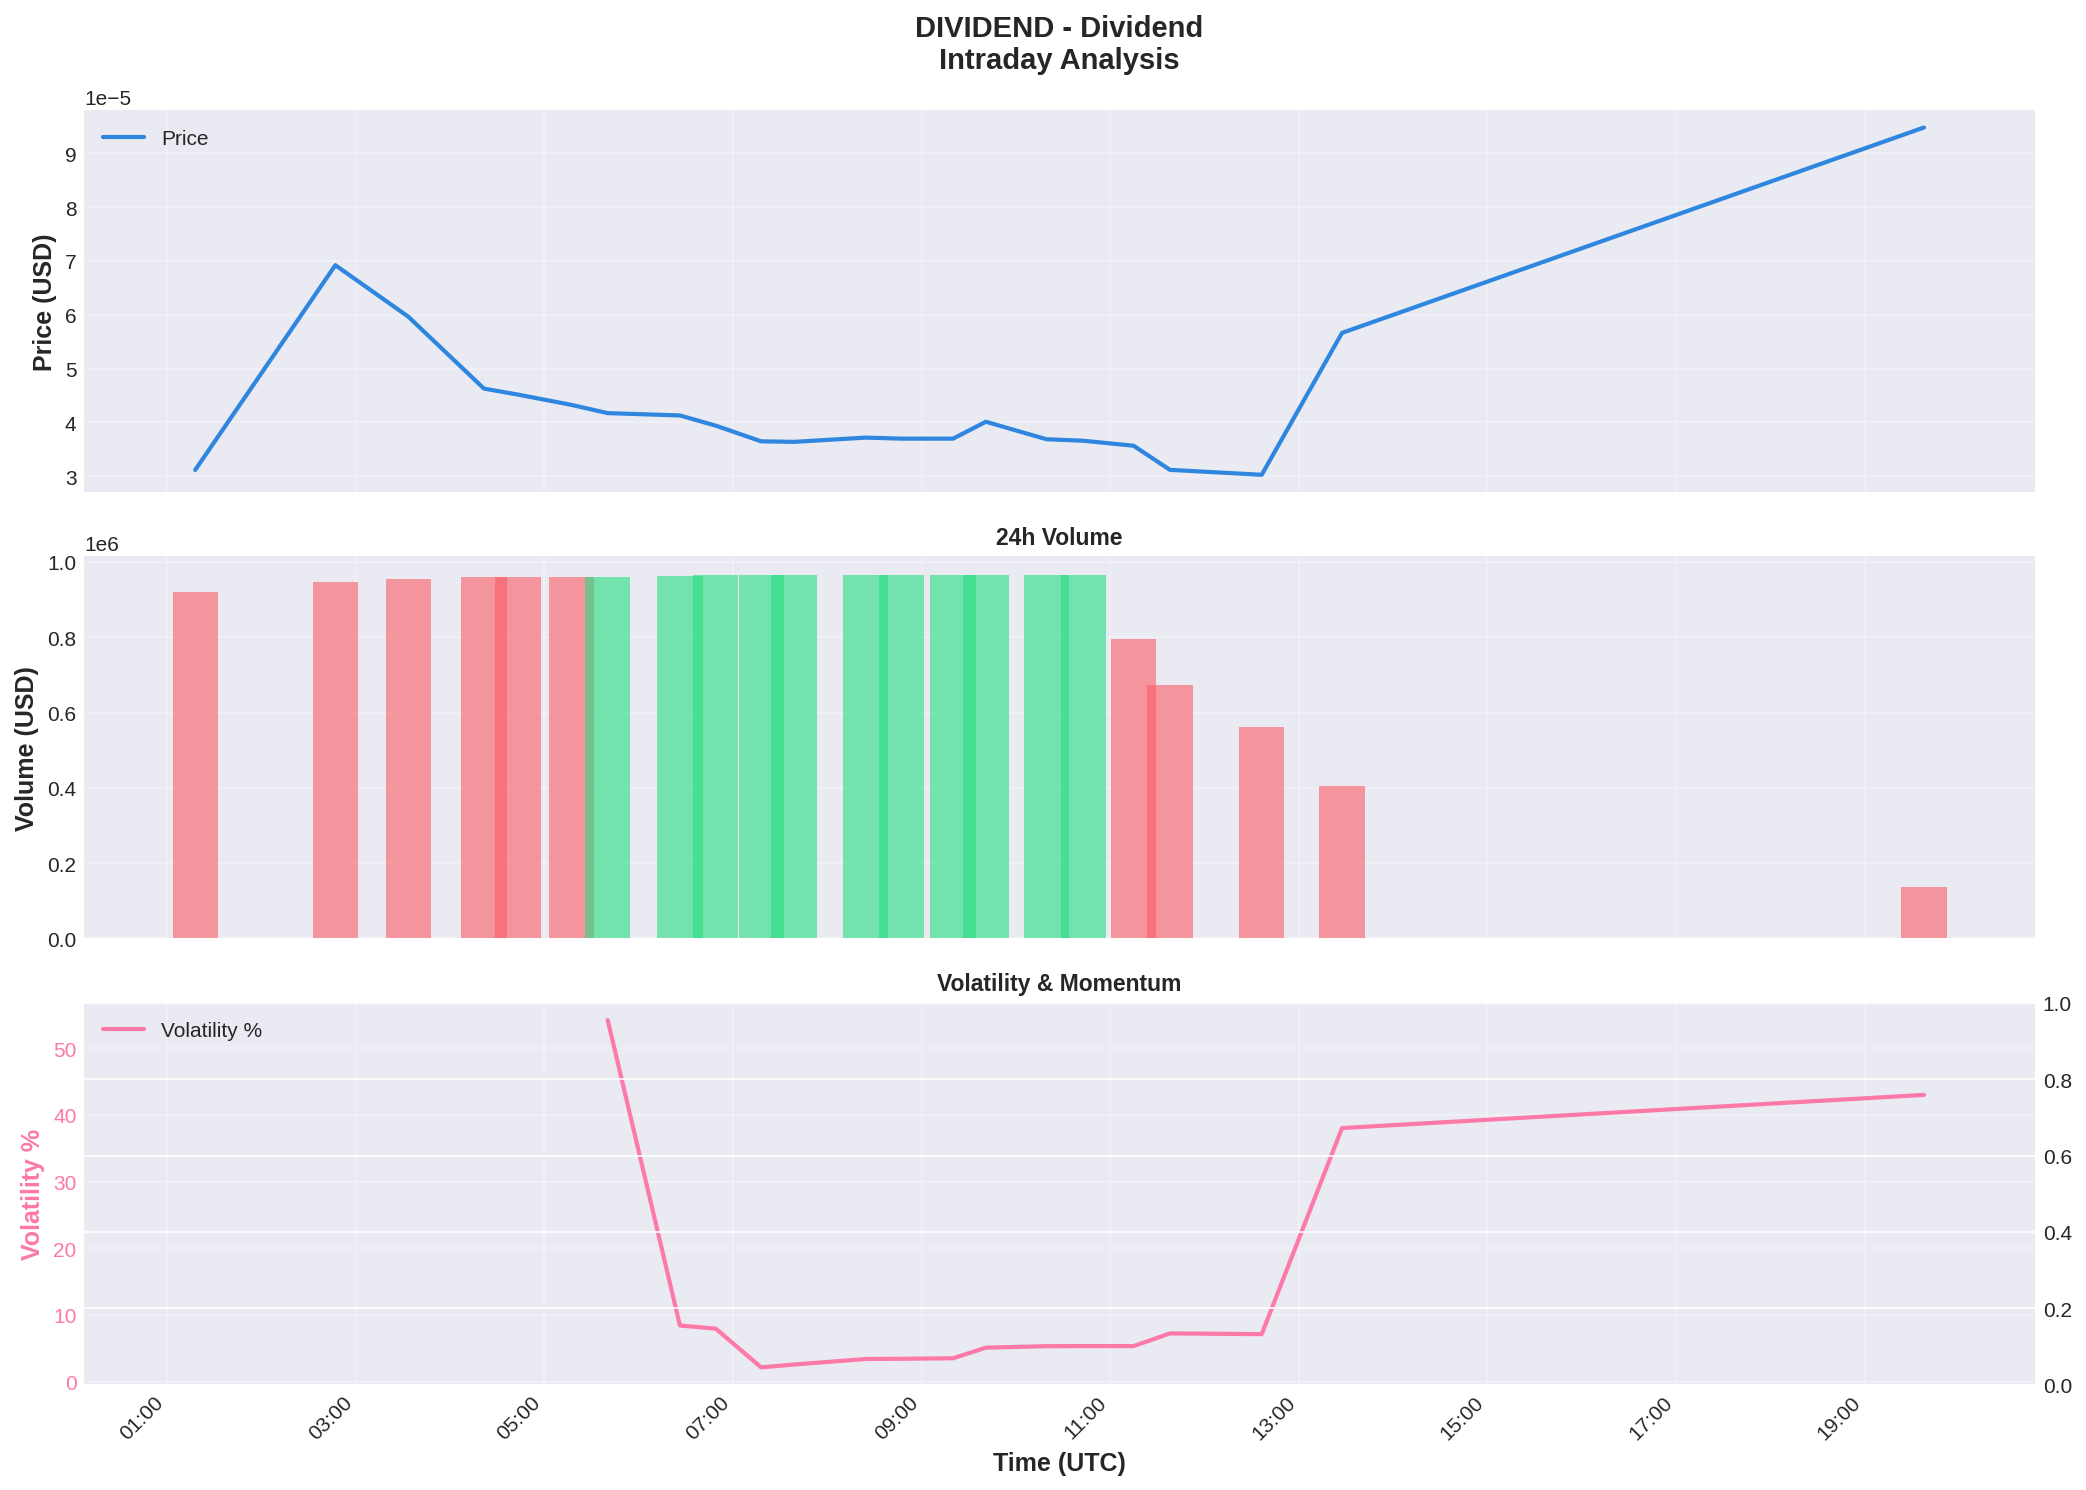 DIVIDEND - Dividend
Intraday Analysis
1e−5
Price
9
8
7
6
5
4
3
Price (USD)
24h Volume
1e6
1.0
0.8
0.6
0.4
0.2
0.0
Volume (USD)
Volatility & Momentum
Volatility %
50
40
30
20
10
0
Volatility %
1.0
0.8
0.6
0.4
0.2
0.0
01:00
03:00
05:00
07:00
09:00
11:00
13:00
15:00
17:00
19:00
Time (UTC)